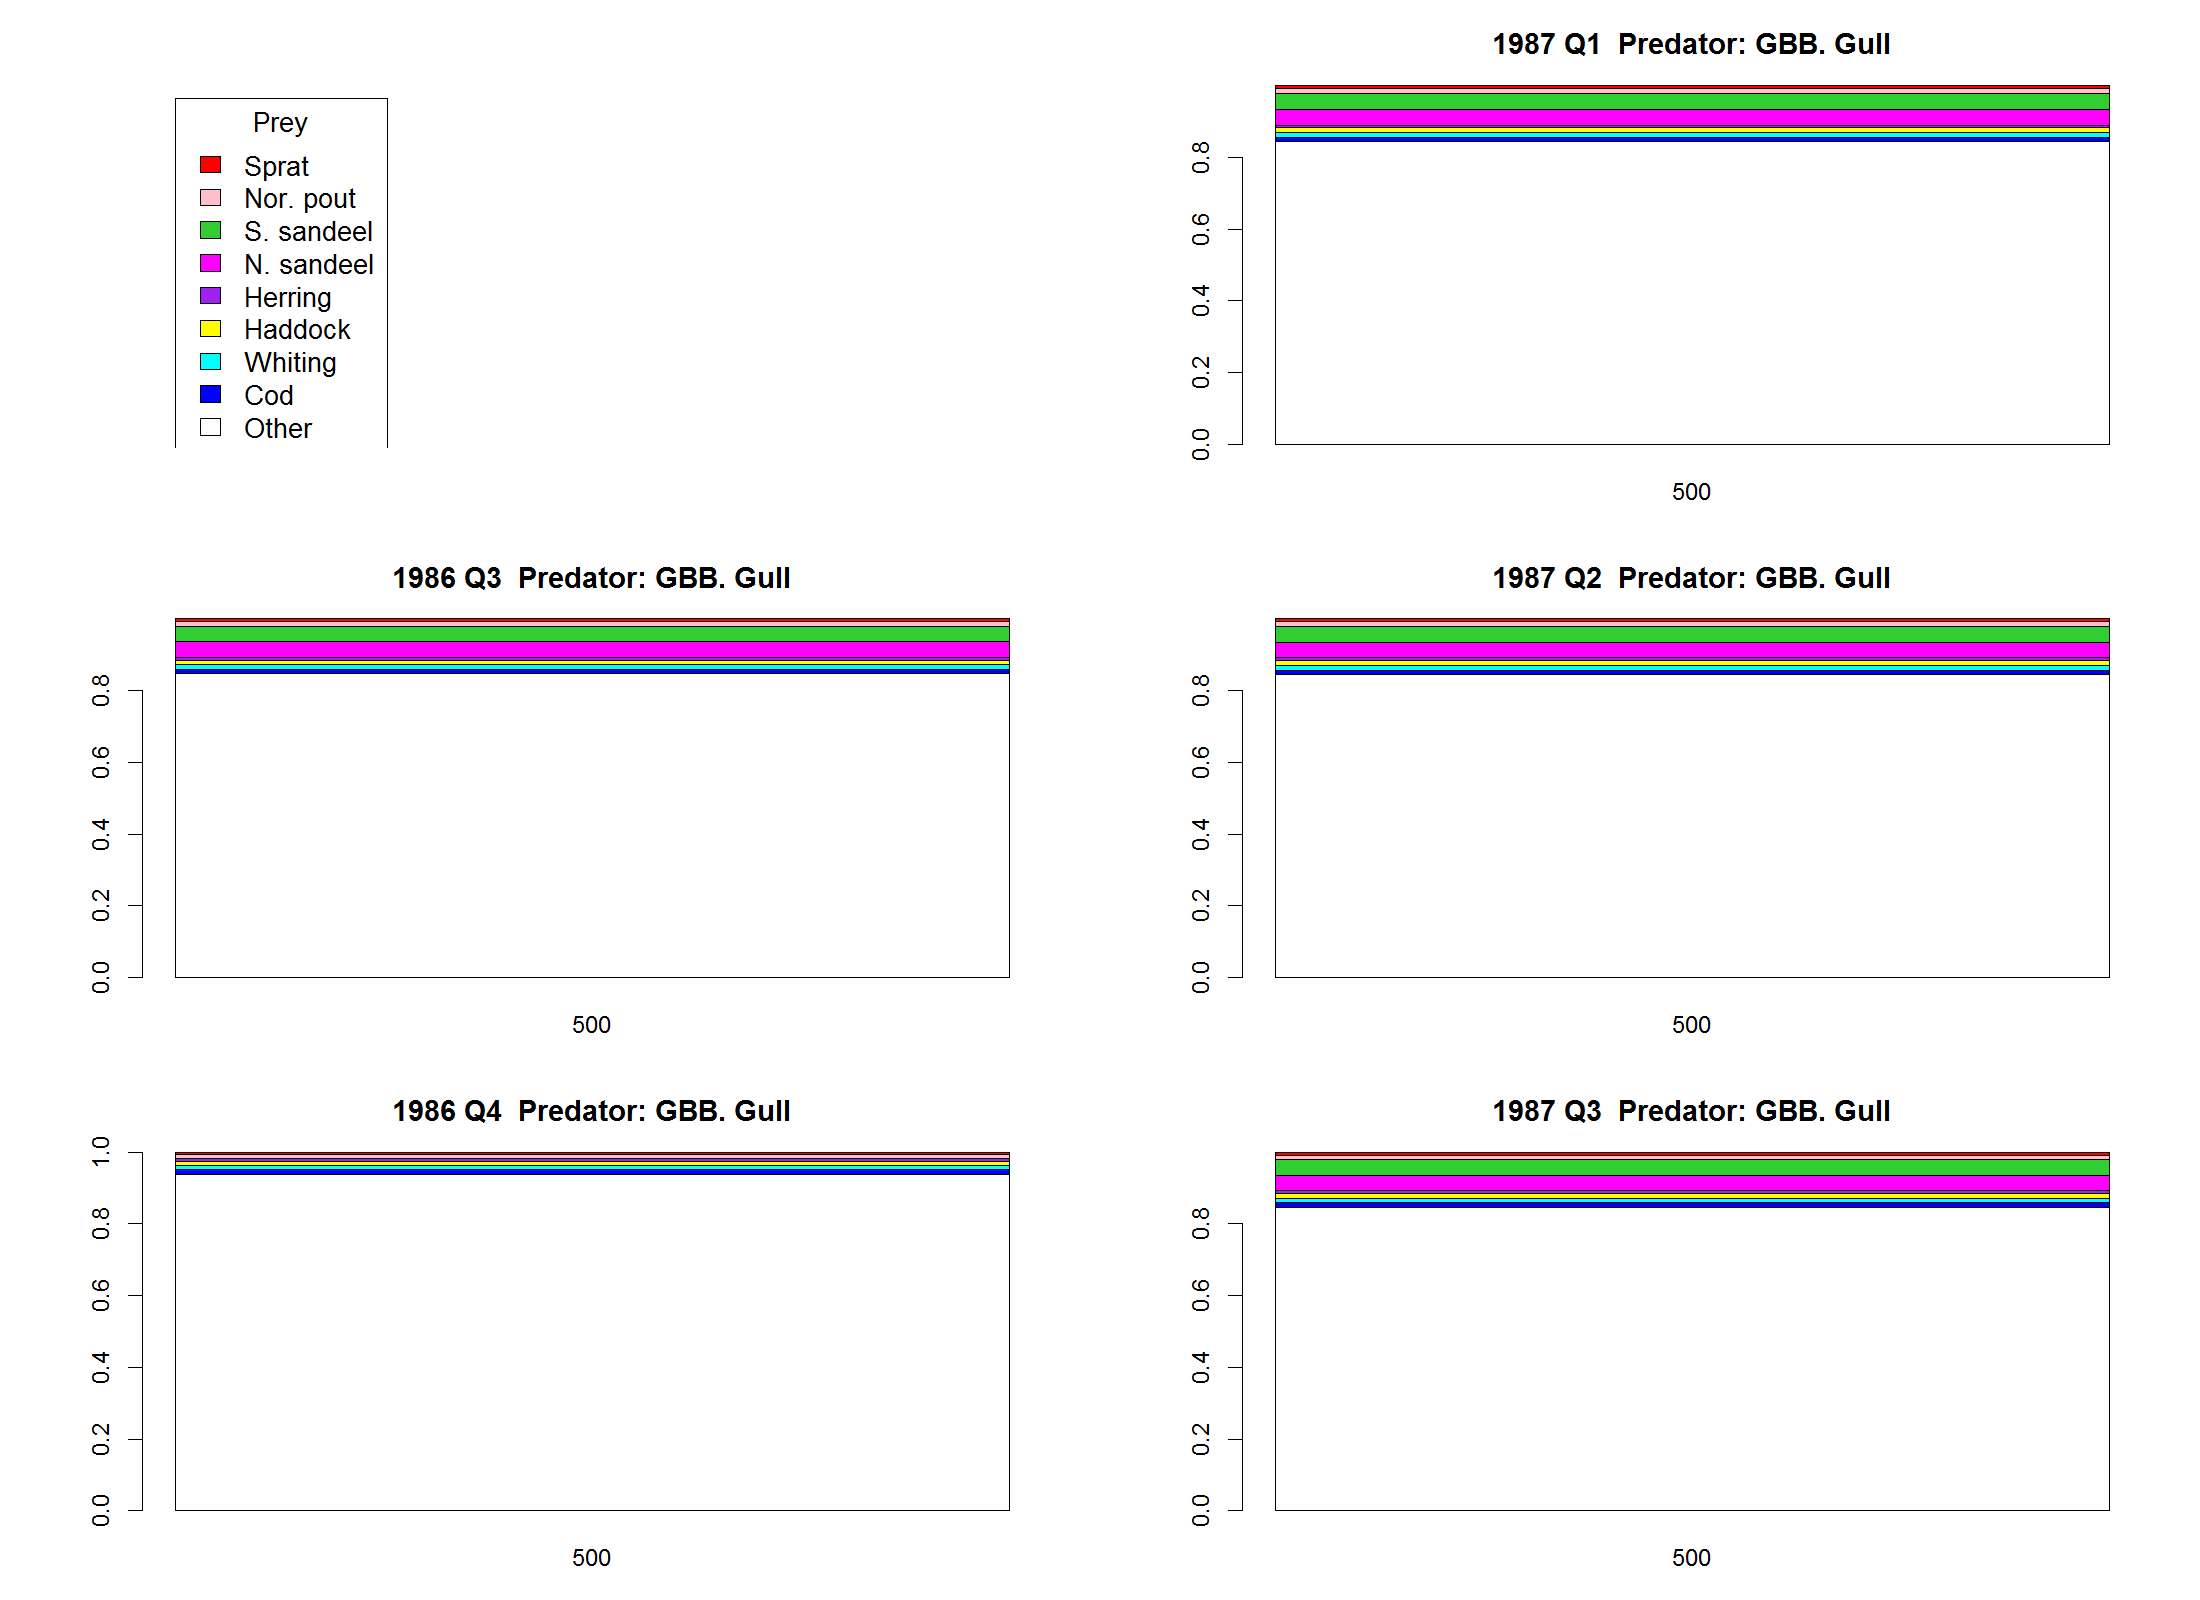 Prey
Sprat
Nor. pout
S. sandeel
N. sandeel
Herring
Haddock
Whiting
Cod
Other
1987 Q1  Predator: GBB. Gull
0.8
0.6
0.4
0.2
0.0
500
1986 Q3  Predator: GBB. Gull
0.8
0.6
0.4
0.2
0.0
500
1987 Q2  Predator: GBB. Gull
0.8
0.6
0.4
0.2
0.0
500
1986 Q4  Predator: GBB. Gull
1.0
0.8
0.6
0.4
0.2
0.0
500
1987 Q3  Predator: GBB. Gull
0.8
0.6
0.4
0.2
0.0
500